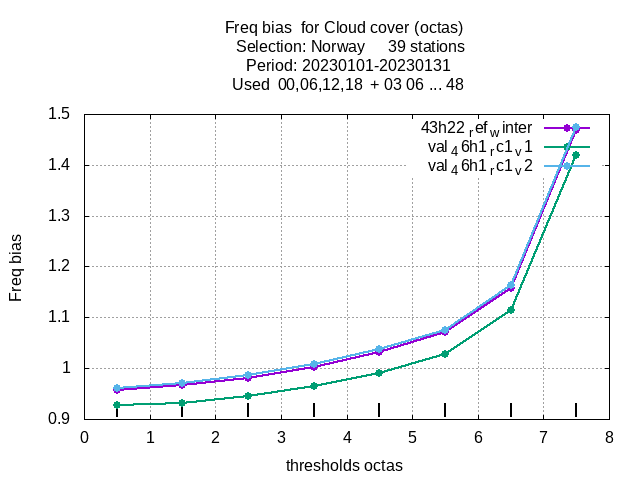 Freq bias for Cloud cover (octas)
Selection: Norway 39 stations
Period: 20230101-20230131
Used 00,06,12,18 + 03 06 ... 48
43h22 ref winter
val 46h1 rc1 v1
val 46h1 rc1 v2
1.5
1.4
1.3
1.2
1.1
1
0.9
Freq bias
0 1 2 3 4 5 6 7 8
thresholds octas